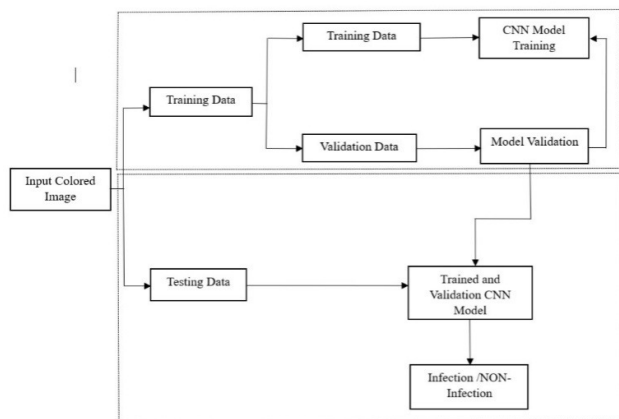 Training Data
CNN Model
Training
Training Data
Validation Data
Model Validation
Input Colored
Image
Testing Data
Trained and
Validation CNN
Model
Infection /NON-
Infection